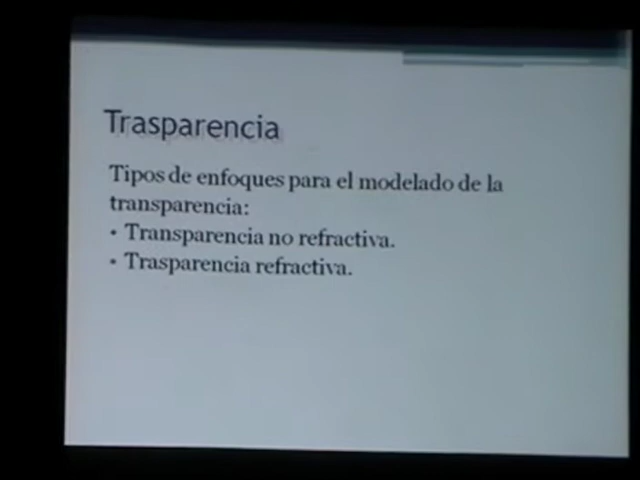 Trasparencia
Tipos de enfoques para el modelado de la
transparencia:
• Transparencia no refractiva.
• Trasparencia refractiva.